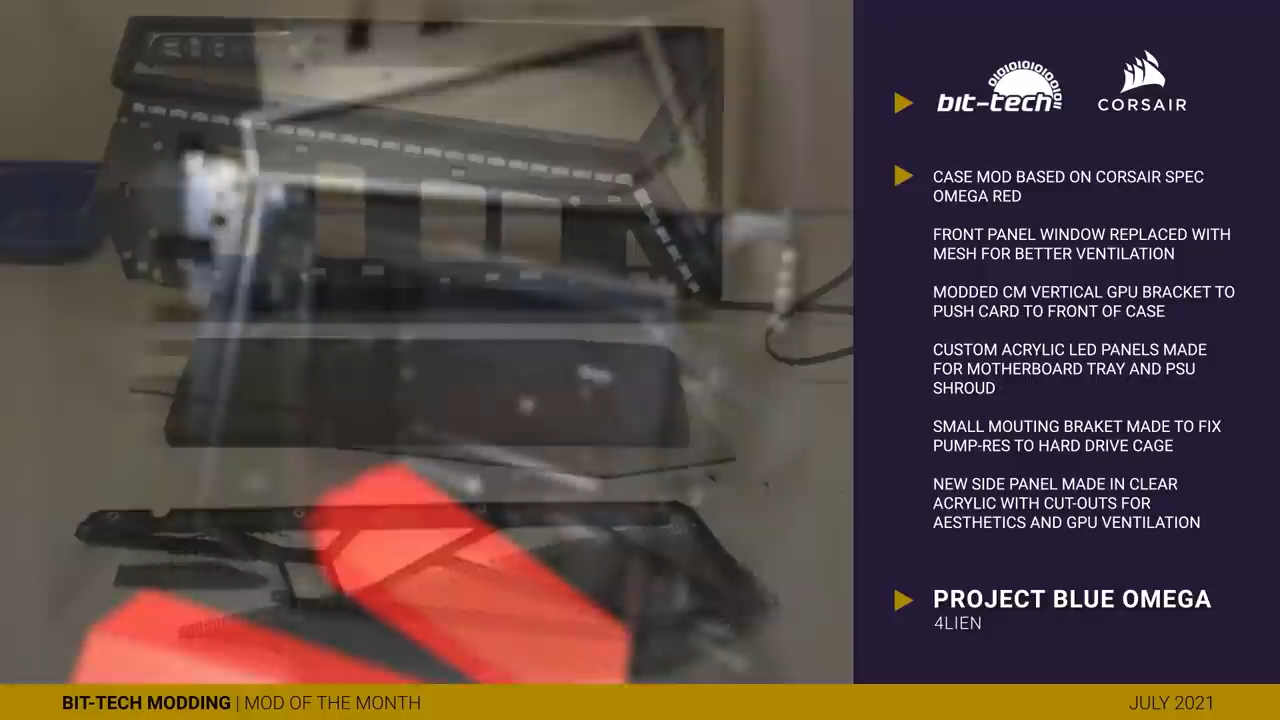 bit-tech
CORSAIR
CASE MOD BASED ON CORSAIR SPEC
OMEGA RED
FRONT PANEL WINDOW REPLACED WITH
MESH FOR BETTER VENTILATION
MODDED CM VERTICAL GPU BRACKET TO
PUSH CARD TO FRONT OF CASE
CUSTOM ACRYLIC LED PANELS MADE
FOR MOTHERBOARD TRAY AND PSU
SHROUD
SMALL MOUTING BRAKET MADE TO FIX
PUMP-RES TO HARD DRIVE CAGE
NEW SIDE PANEL MADE IN CLEAR
ACRYLIC WITH CUT-OUTS FOR
AESTHETICS AND GPU VENTILATION
PROJECT BLUE OMEGA
4LIEN
BIT-TECH MODDING | MOD OF THE MONTH
JULY 2021